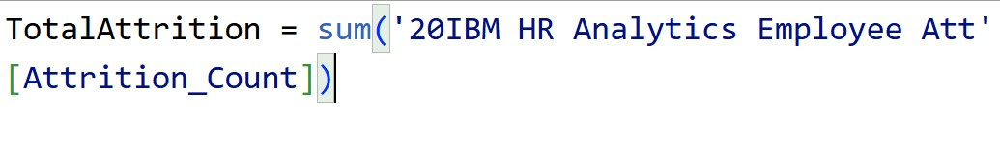 TotalAttrition = sum('20IBM HR Analytics Employee Att'
[Attrition_Count])